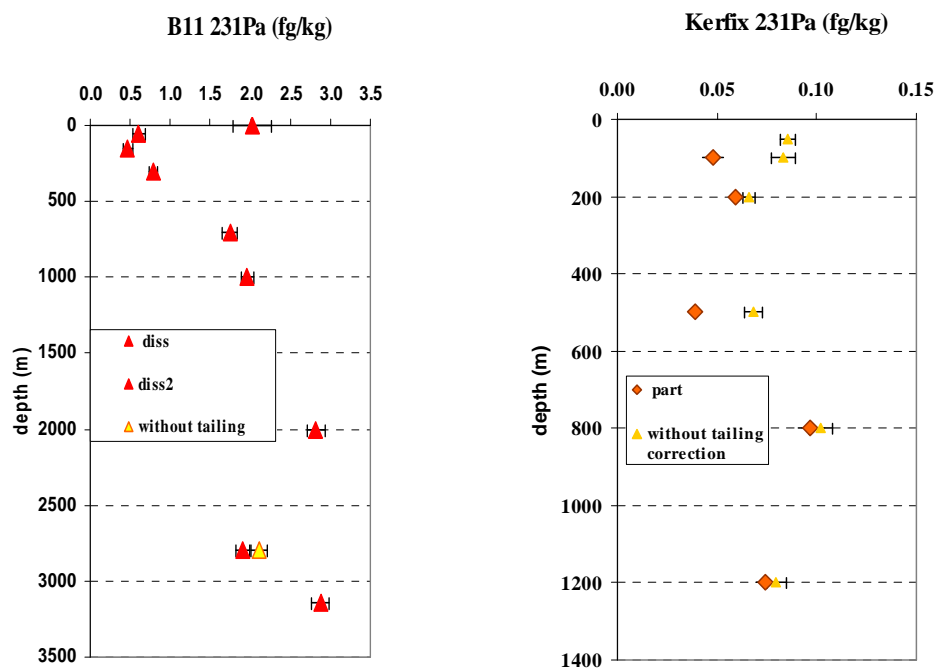 B11 231Pa (fg/kg)
0.0 0.5 1.0 1.5 2.0 2.5 3.0 3.5
0
500
1000
1500
2000
2500
3000
3500
depth (m)
diss
diss2
without tailing
Kerfix 231Pa (fg/kg)
0.00 0.05 0.10 0.15
0
200
400
600
800
1000
1200
1400
depth (m)
part
without tailing
correction